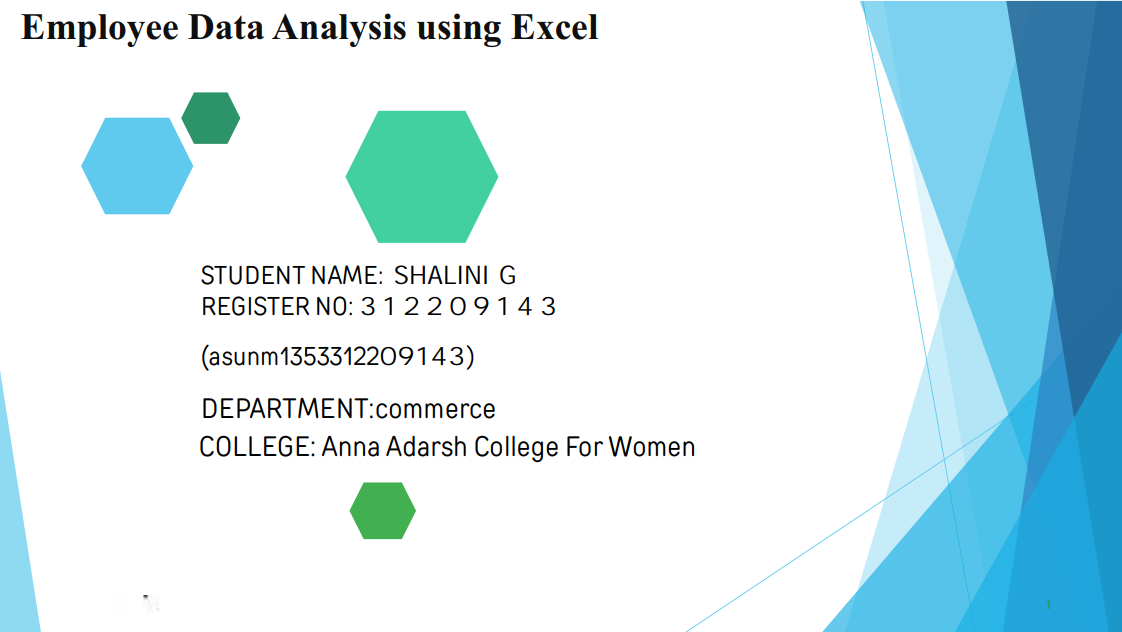 Employee Data Analysis using Excel
STUDENT NAME: SHALINI G
REGISTER NO: 3 1 2 2 0 9 1 4 3
(asunm1353312209143)
DEPARTMENT:commerce
COLLEGE: Anna Adarsh College For Women
1